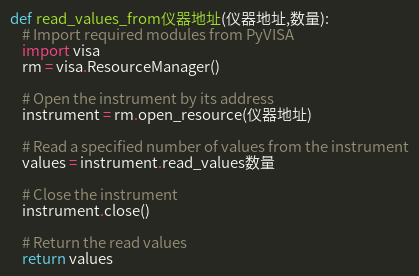 def read_values_from仪器地址(仪器地址,数量):
# Import required modules from PyVISA
import visa
rm = visa.ResourceManager()
# Open the instrument by its address
instrument = rm.open_resource(仪器地址)
# Read a specified number of values from the instrument
values = instrument.read_values数量
# Close the instrument
instrument.close()
# Return the read values
return values